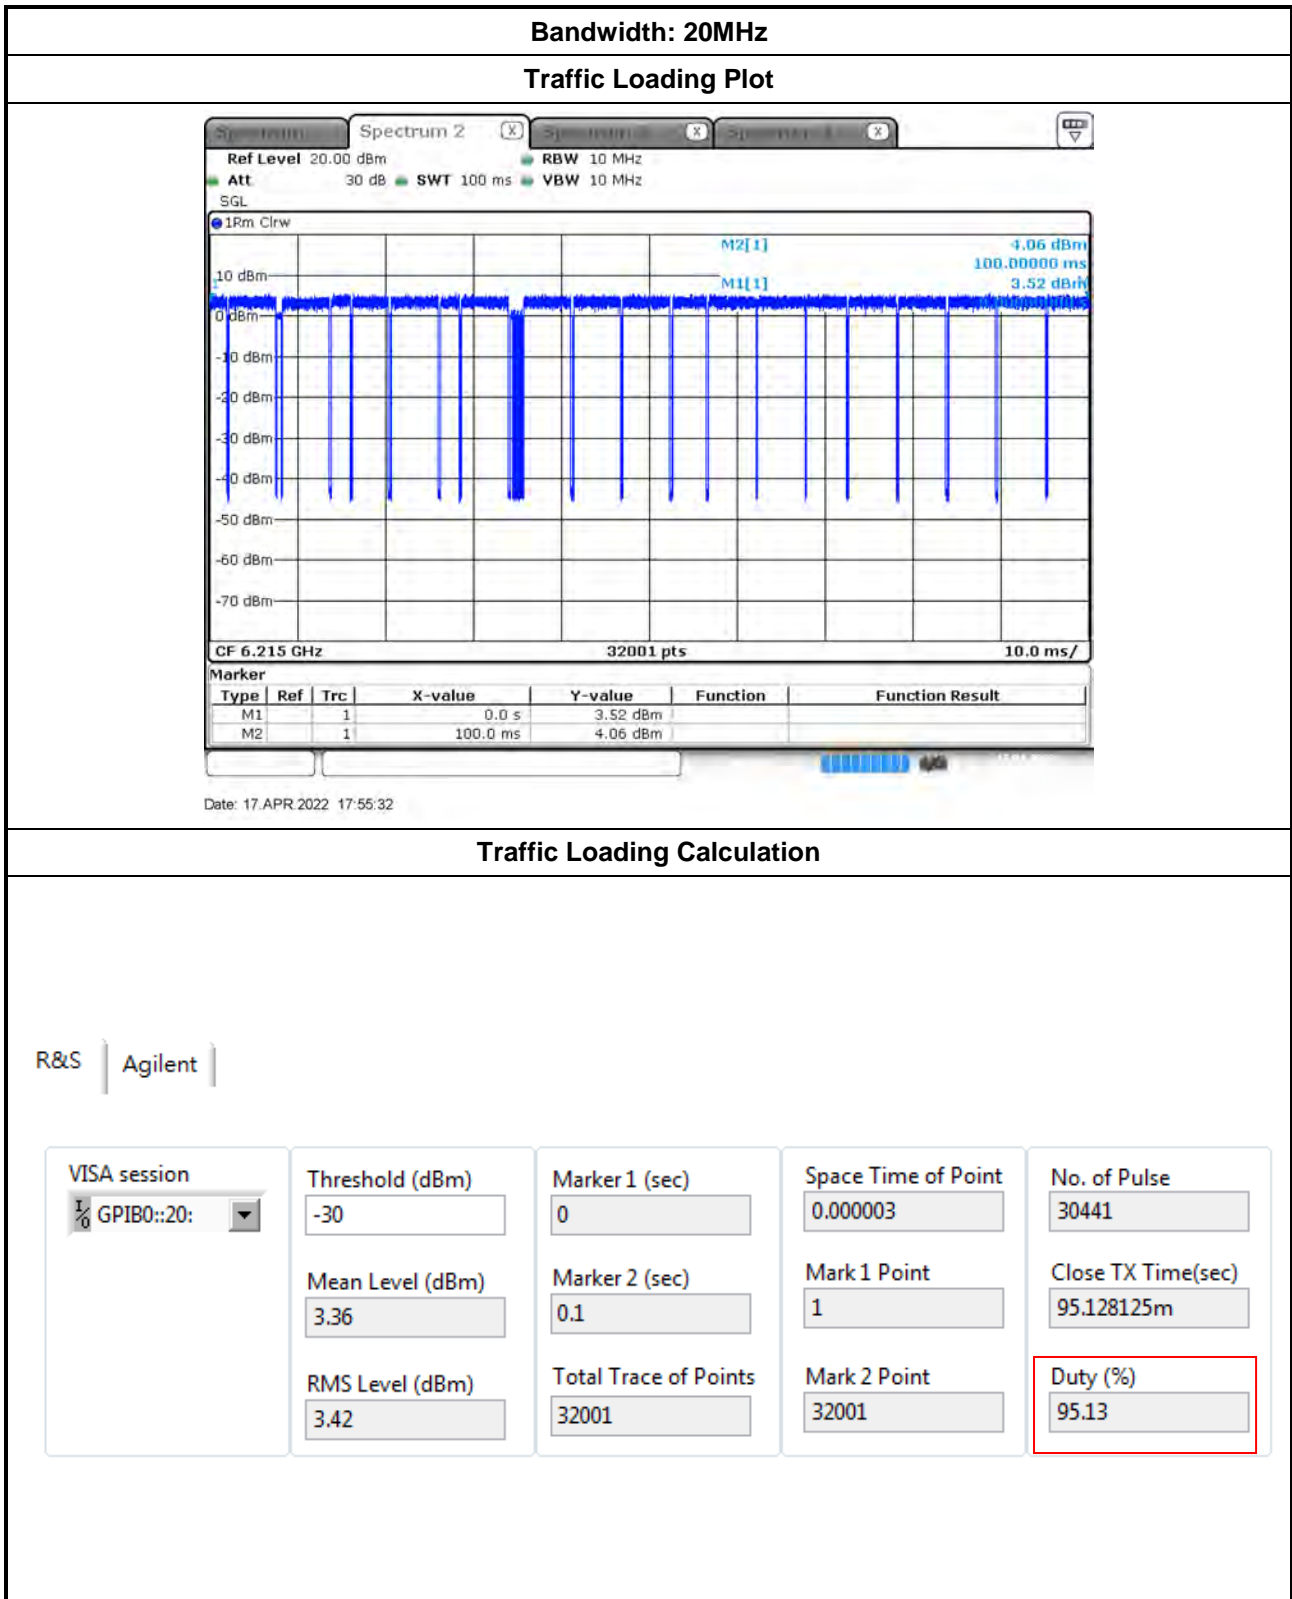 Bandwidth: 20MHz
Traffic Loading Plot
Spectrum 2 X X X
Ref Level 20.00 dBm RBW 10 MHz
Att 30 dB SWT 100 ms VBW 10 MHz
SGL
1Rm Clrw
M2[1] 4.06 dBm
100.00000 ms
10 dBm
M1[1] 3.52 dBm
0 dBm
-10 dBm
-20 dBm
-30 dBm
-40 dBm
-50 dBm
-60 dBm
-70 dBm
CF 6.215 GHz 32001 pts 10.0 ms/
Marker
Type Ref Trc X-value Y-value Function Function Result
M1 1 0.0 s 3.52 dBm
M2 1 100.0 ms 4.06 dBm
Date: 17.APR.2022 17:55:32
Traffic Loading Calculation
R&S Agilent
VISA session
I/O GPIB0::20:
Threshold (dBm)
-30
Mean Level (dBm)
3.36
RMS Level (dBm)
3.42
Marker 1 (sec)
0
Marker 2 (sec)
0.1
Total Trace of Points
32001
Space Time of Point
0.000003
Mark 1 Point
1
Mark 2 Point
32001
No. of Pulse
30441
Close TX Time(sec)
95.128125m
Duty (%)
95.13